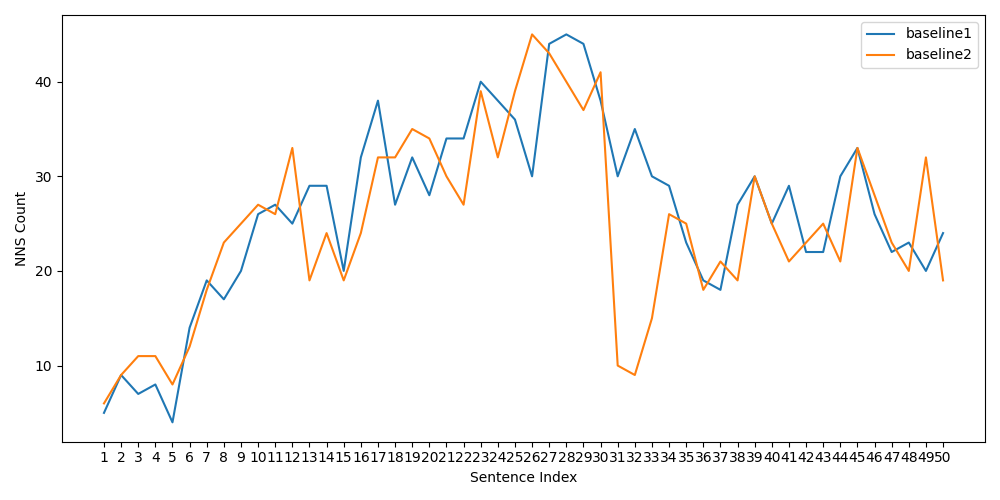 baseline1
baseline2
NNS Count
40
30
20
10
1 2 3 4 5 6 7 8 9 10 11 12 13 14 15 16 17 18 19 20 21 22 23 24 25 26 27 28 29 30 31 32 33 34 35 36 37 38 39 40 41 42 43 44 45 46 47 48 49 50
Sentence Index